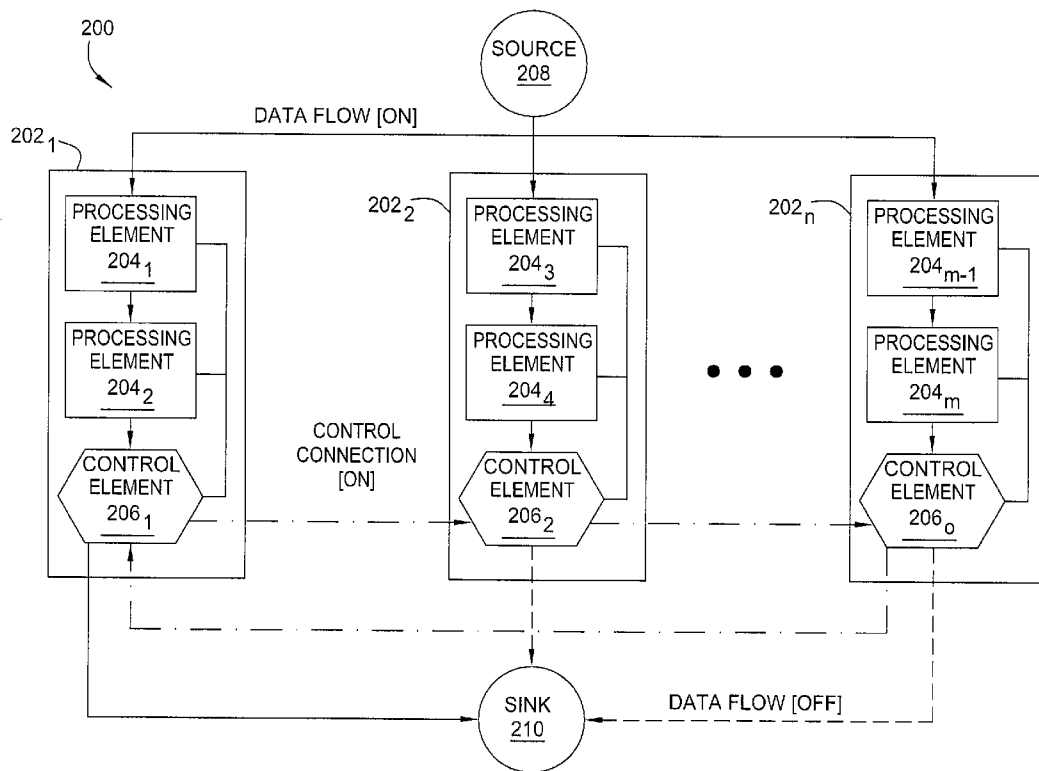 200
SOURCE
208
DATA FLOW [ON]
202₁
PROCESSING
ELEMENT
204₁
PROCESSING
ELEMENT
204₂
CONTROL
ELEMENT
206₁
CONTROL
CONNECTION
[ON]
202₂
PROCESSING
ELEMENT
204₃
PROCESSING
ELEMENT
204₄
CONTROL
ELEMENT
206₂
202ₙ
PROCESSING
ELEMENT
204ₘ₋₁
PROCESSING
ELEMENT
204ₘ
CONTROL
ELEMENT
206ₒ
SINK
210
DATA FLOW [OFF]